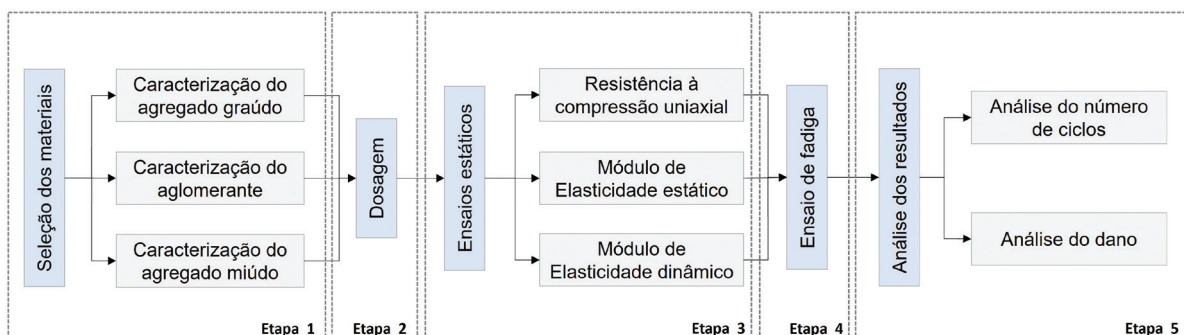 Seleção dos materiais
Caracterização do
agregado graúdo
Caracterização do
aglomerante
Caracterização do
agregado miúdo
Etapa 1
Dosagem
Etapa 2
Ensaios estáticos
Resistência à
compressão uniaxial
Módulo de
Elasticidade estático
Módulo de
Elasticidade dinâmico
Etapa 3
Ensaio de fadiga
Etapa 4
Análise dos resultados
Análise do número
de ciclos
Análise do dano
Etapa 5